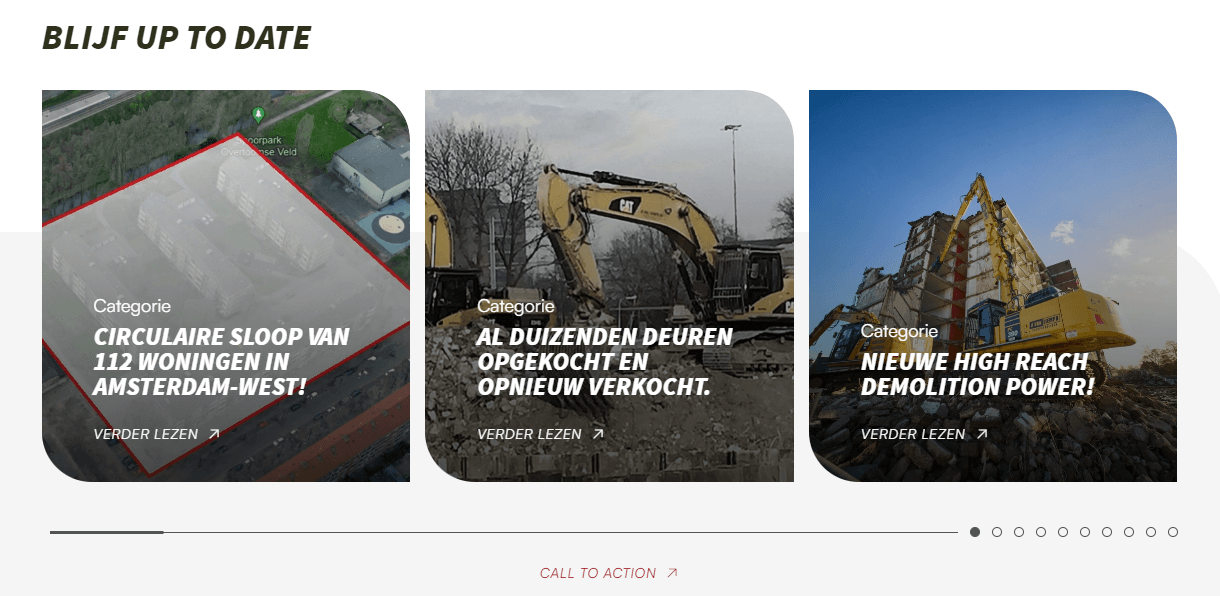 BLIJF UP TO DATE
Categorie
CIRCULAIRE SLOOP VAN
112 WONINGEN IN
AMSTERDAM-WEST!
VERDER LEZEN
CAT
Categorie
AL DUIZENDEN DEUREN
OPGEKOCHT EN
OPNIEUW VERKOCHT.
VERDER LEZEN
Categorie
NIEUWE HIGH REACH
DEMOLITION POWER!
VERDER LEZEN
CALL TO ACTION